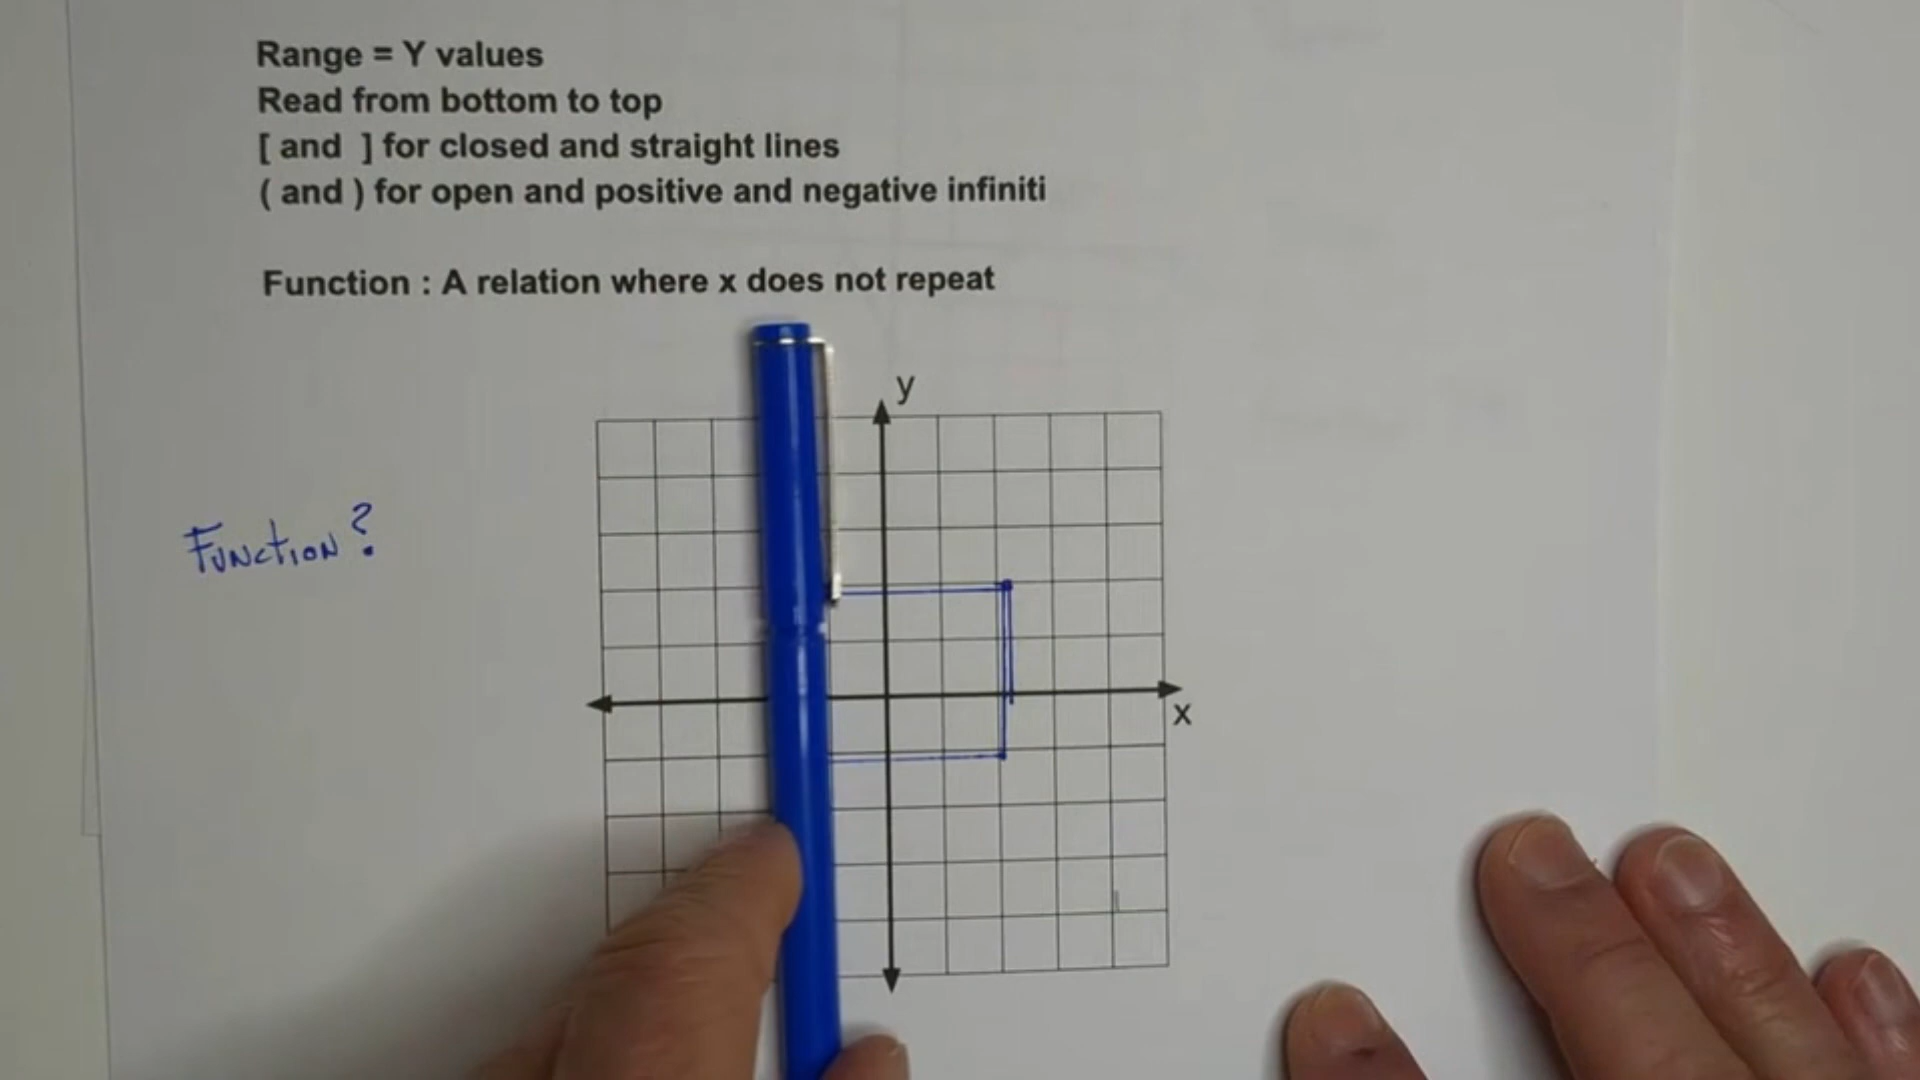 Range = Y values
Read from bottom to top
[ and ] for closed and straight lines
( and ) for open and positive and negative infiniti
Function : A relation where x does not repeat
y
Function?
x